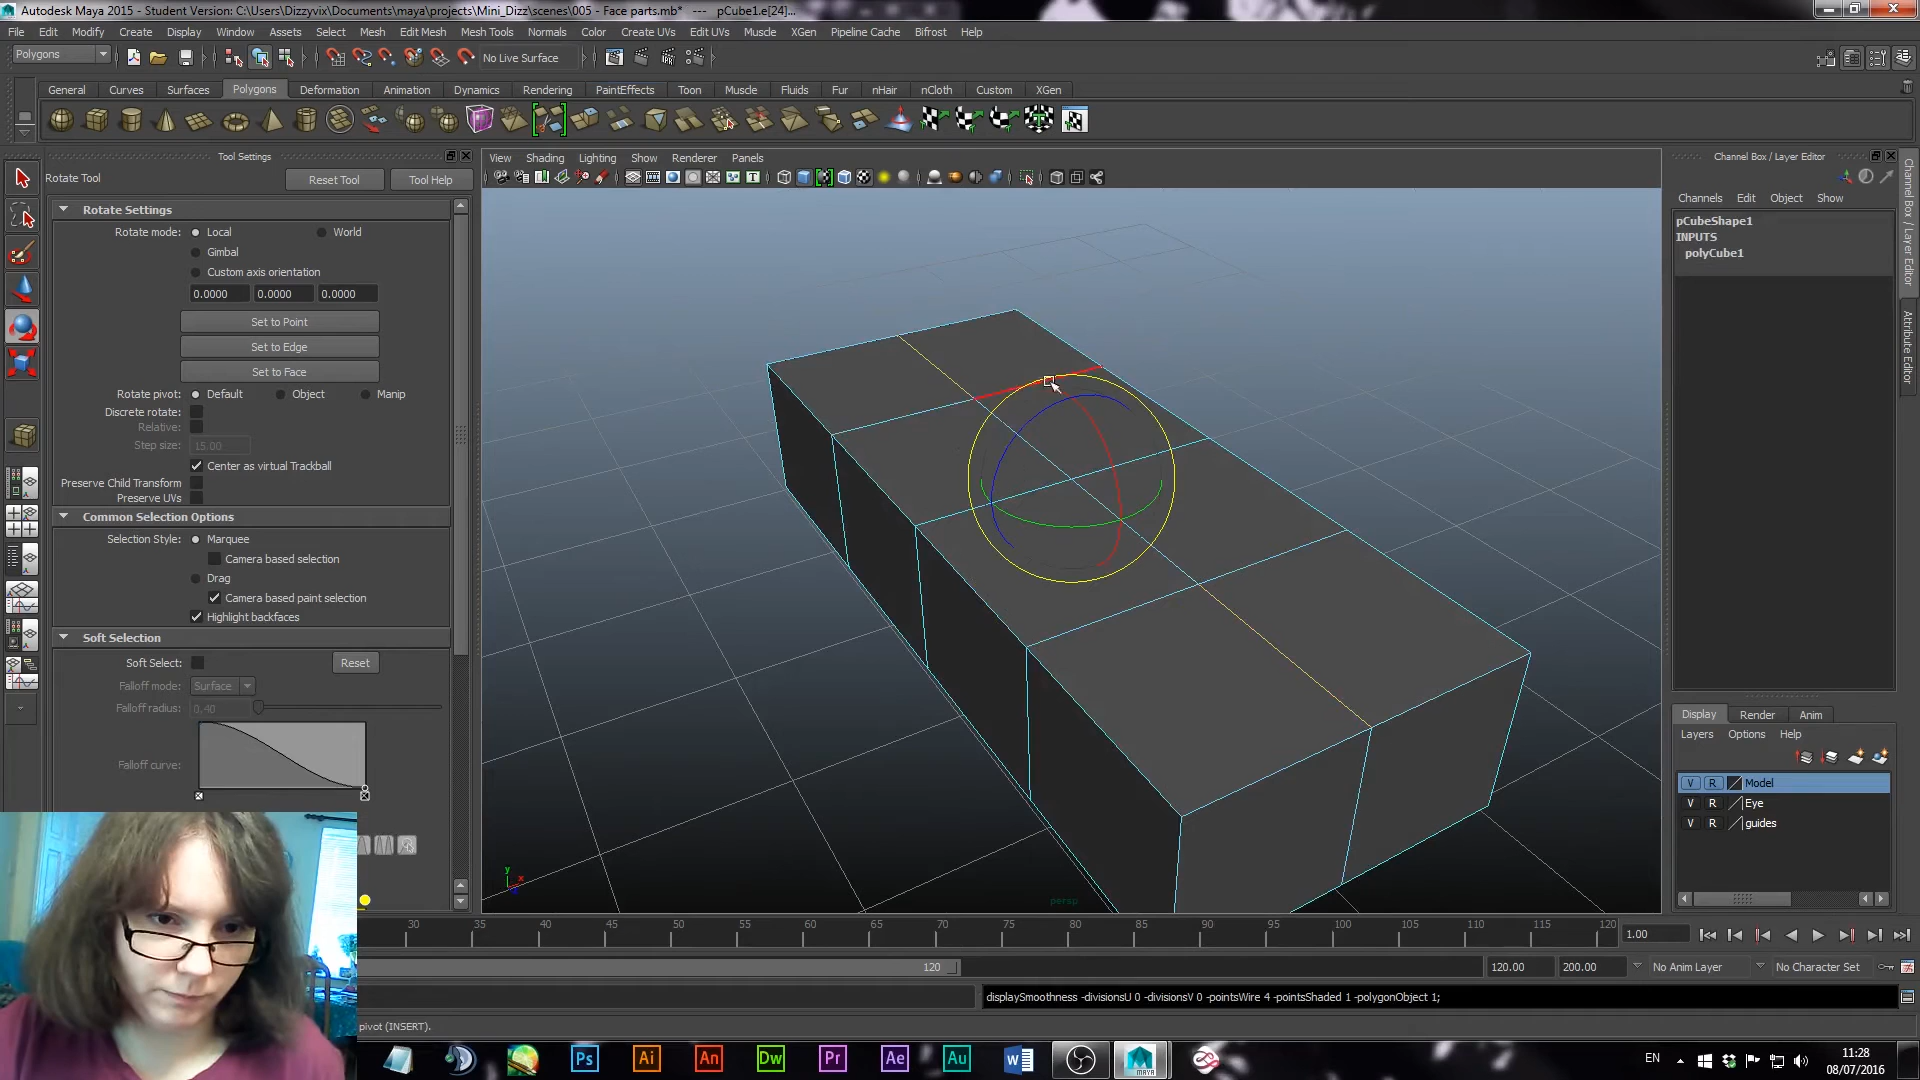 Autodesk Maya 2015 - Student Version: C:\Users\Dizzyvix\Documents\maya\projects\Mini_Dizz\scenes\005 - Face parts.mb* --- pCube1.e[24]...
File Edit Modify Create Display Window Assets Select Mesh Edit Mesh Mesh Tools Normals Color Create UVs Edit UVs Muscle XGen Pipeline Cache Bifrost Help
Polygons
No Live Surface
General Curves Surfaces Polygons Deformation Animation Dynamics Rendering PaintEffects Toon Muscle Fluids Fur nHair nCloth Custom XGen
Tool Settings
Rotate Tool
Reset Tool
Tool Help
View Shading Lighting Show Renderer Panels
Rotate Settings
Rotate mode: Local World
Gimbal
Custom axis orientation
0.0000 0.0000 0.0000
Set to Point
Set to Edge
Set to Face
Rotate pivot: Default Object Manip
Discrete rotate:
Relative:
Step size: 15.00
Center as virtual Trackball
Preserve Child Transform
Preserve UVs
Common Selection Options
Selection Style: Marquee
Camera based selection
Drag
Camera based paint selection
Highlight backfaces
Soft Selection
Soft Select:
Reset
Falloff mode: Surface
Falloff radius: 0.40
Falloff curve:
y
x
persp
Channel Box / Layer Editor
Channels Edit Object Show
pCubeShape1
INPUTS
polyCube1
Channel Box / Layer Editor
Attribute Editor
Display Render Anim
Layers Options Help
V R Model
V R Eye
V R guides
30 35 40 45 50 55 60 65 70 75 80 85 90 95 100 105 110 115 120
1.00
120
120.00 200.00 No Anim Layer No Character Set
displaySmoothness -divisionsU 0 -divisionsV 0 -pointsWire 4 -pointsShaded 1 -polygonObject 1;
pivot (INSERT).
Ps Ai An Dw Pr Ae Au W MAYA
EN
11:28
08/07/2016